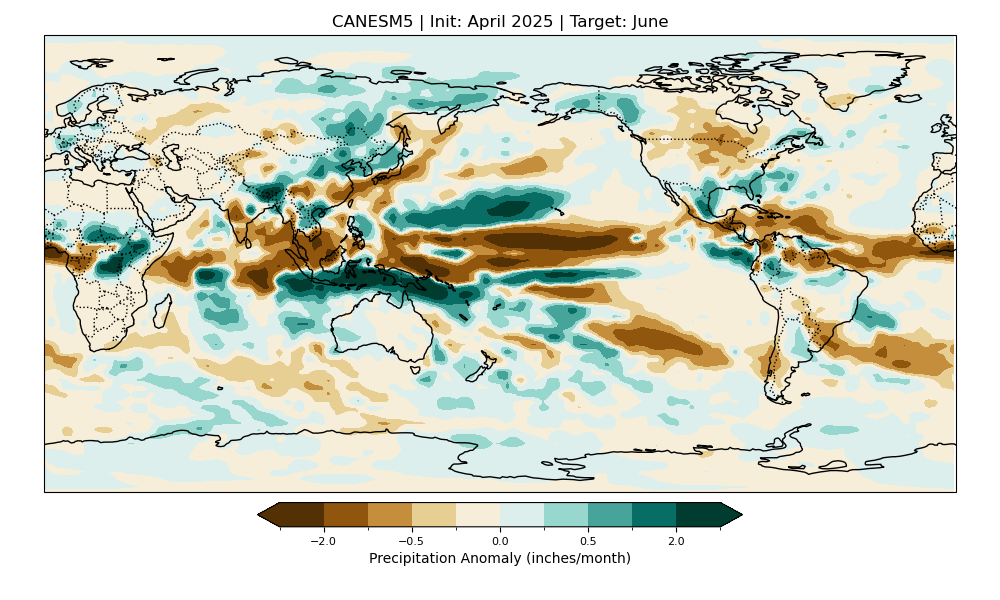 CANESM5 | Init: April 2025 | Target: June
−2.0 −0.5 0.0 0.5 2.0
Precipitation Anomaly (inches/month)